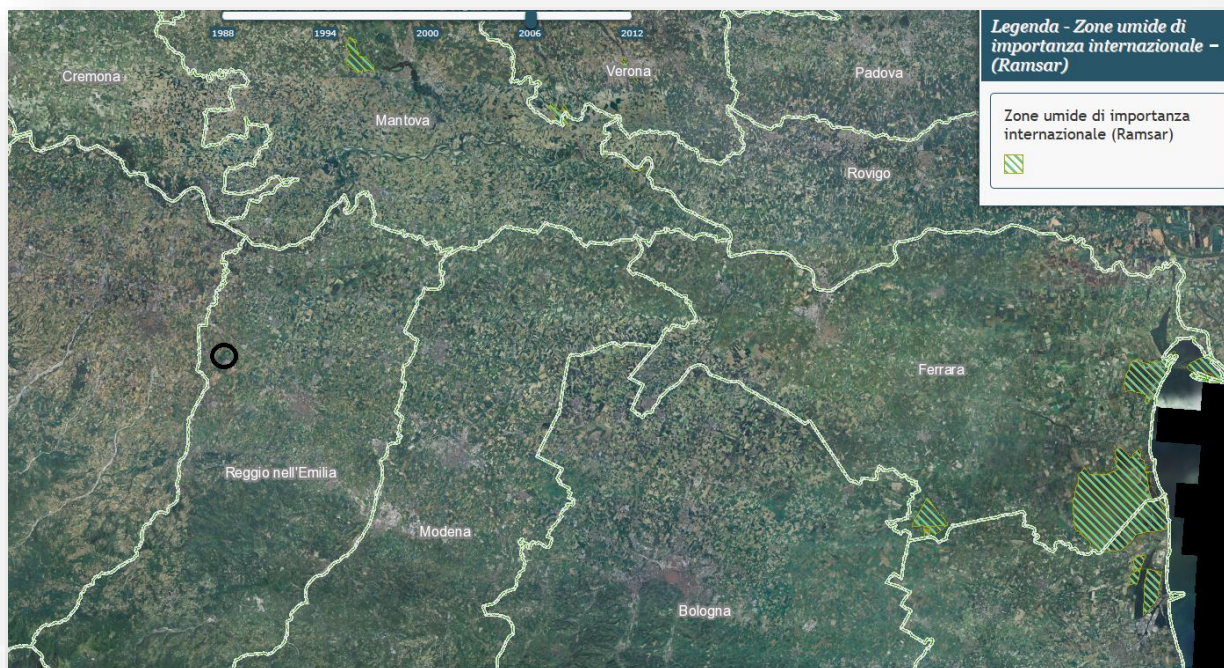 1988 1994 2000 2006 2012
Legenda - Zone umide di
importanza internazionale –
(Ramsar)
Zone umide di importanza
internazionale (Ramsar)
Cremona
Verona
Padova
Mantova
Rovigo
Ferrara
Reggio nell'Emilia
Modena
Bologna